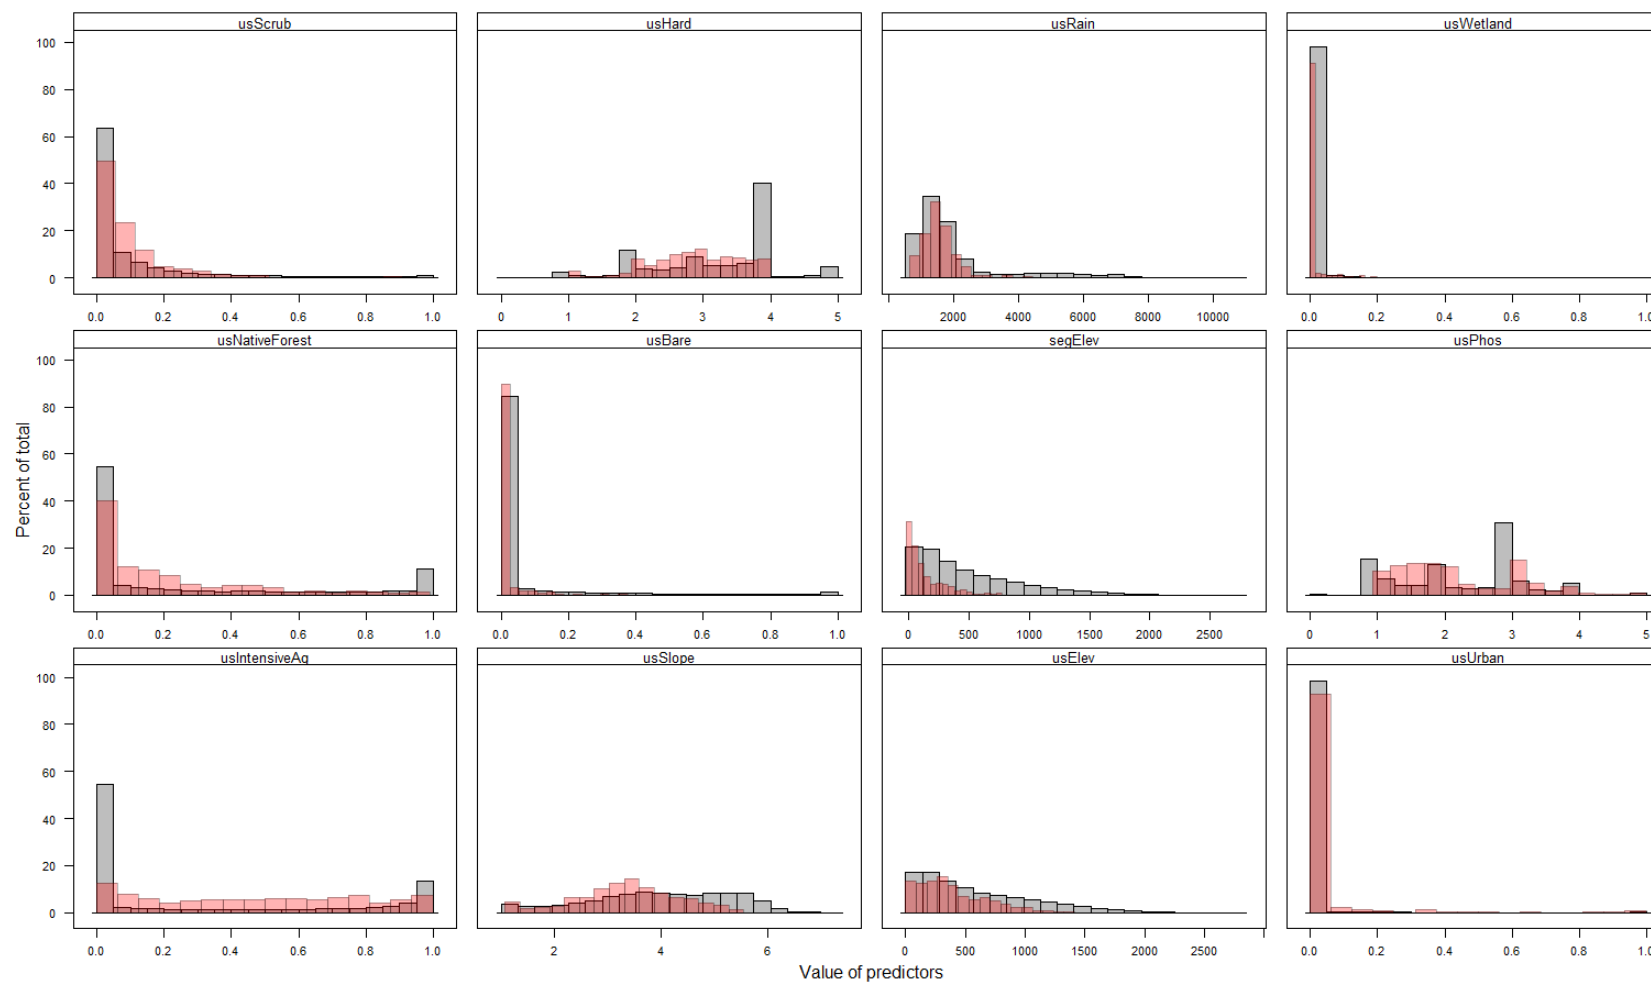 usScrub usHard usRain usWetland
100
80
60
40
20
0
0.0 0.2 0.4 0.6 0.8 1.0 0 1 2 3 4 5 2000 4000 6000 8000 10000 0.0 0.2 0.4 0.6 0.8 1.0
usNativeForest usBare segElev usPhos
100
80
60
40
20
0
0.0 0.2 0.4 0.6 0.8 1.0 0.0 0.2 0.4 0.6 0.8 1.0 0 500 1000 1500 2000 2500 0 1 2 3 4 5
usIntensiveAg usSlope usElev usUrban
100
80
60
40
20
0
0.0 0.2 0.4 0.6 0.8 1.0 2 4 6 0 500 1000 1500 2000 2500 0.0 0.2 0.4 0.6 0.8 1.0
Percent of total
Value of predictors